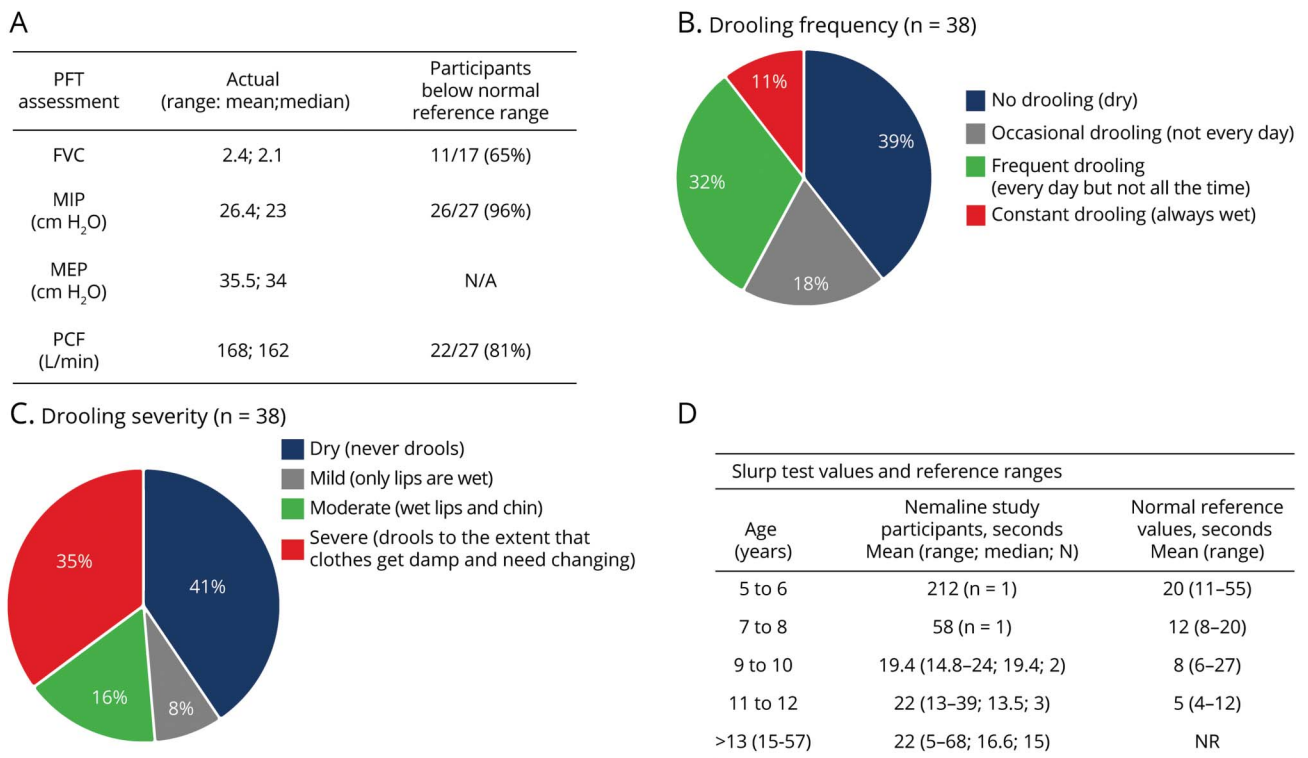 A
PFT assessment | Actual (range: mean;median) | Participants below normal reference range
FVC | 2.4; 2.1 | 11/17 (65%)
MIP (cm H₂O) | 26.4; 23 | 26/27 (96%)
MEP (cm H₂O) | 35.5; 34 | N/A
PCF (L/min) | 168; 162 | 22/27 (81%)
B. Drooling frequency (n = 38)
11%
39%
32%
18%
No drooling (dry)
Occasional drooling (not every day)
Frequent drooling
(every day but not all the time)
Constant drooling (always wet)
C. Drooling severity (n = 38)
35%
41%
16%
8%
Dry (never drools)
Mild (only lips are wet)
Moderate (wet lips and chin)
Severe (drools to the extent that
clothes get damp and need changing)
D
Slurp test values and reference ranges
Age (years) | Nemaline study participants, seconds Mean (range; median; N) | Normal reference values, seconds Mean (range)
5 to 6 | 212 (n = 1) | 20 (11–55)
7 to 8 | 58 (n = 1) | 12 (8–20)
9 to 10 | 19.4 (14.8–24; 19.4; 2) | 8 (6–27)
11 to 12 | 22 (13–39; 13.5; 3) | 5 (4–12)
>13 (15-57) | 22 (5–68; 16.6; 15) | NR